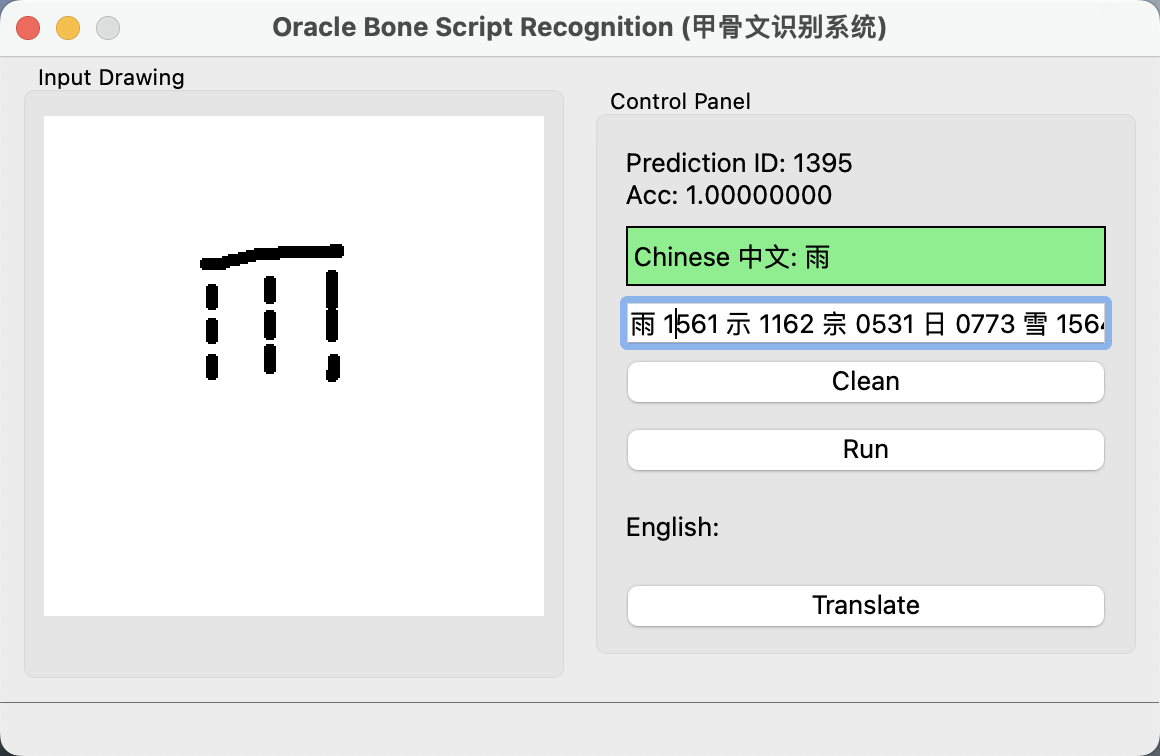 Oracle Bone Script Recognition (甲骨文识别系统)
Input Drawing
Control Panel
Prediction ID: 1395
Acc: 1.00000000
Chinese 中文: 雨
雨 1561 示 1162 宗 0531 日 0773 雪 156
Clean
Run
English:
Translate